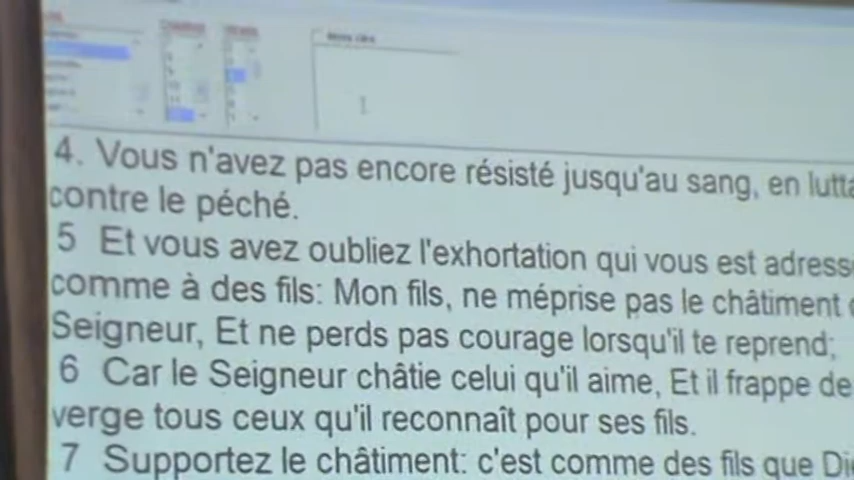 4. Vous n'avez pas encore résisté jusqu'au sang, en lutta
contre le péché.
5 Et vous avez oubliez l'exhortation qui vous est adress
comme à des fils: Mon fils, ne méprise pas le châtiment
Seigneur, Et ne perds pas courage lorsqu'il te reprend;
6 Car le Seigneur châtie celui qu'il aime, Et il frappe de
verge tous ceux qu'il reconnaît pour ses fils.
7 Supportez le châtiment: c'est comme des fils que Di